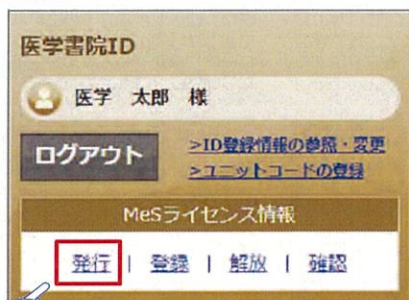 医学書院ID
医学 太郎 様
ログアウト
>ID登録情報の参照・変更
>ユニットコードの登録
MeSライセンス情報
発行 | 登録 | 解放 | 確認